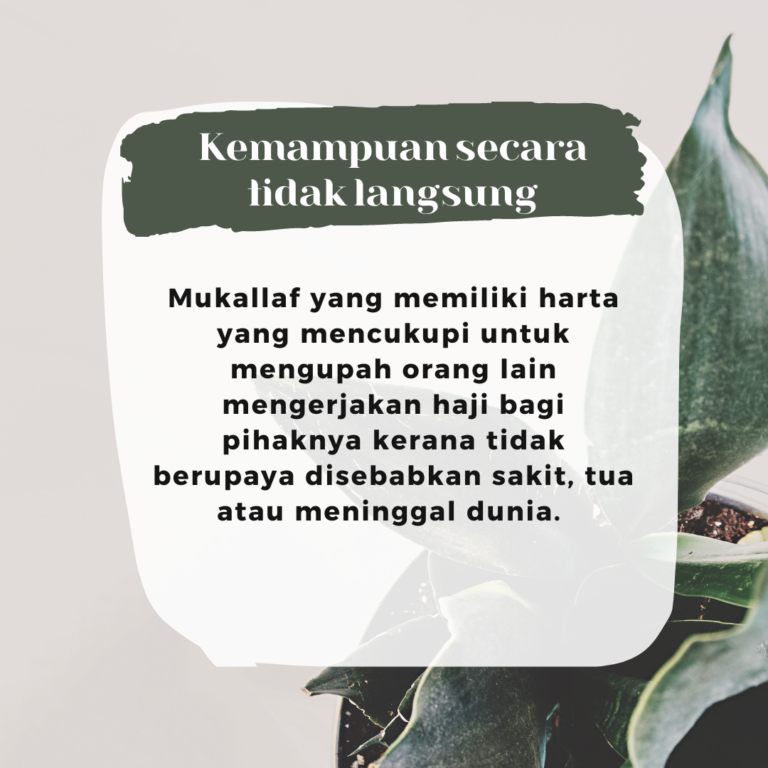 Kemampuan secara
tidak langsung
Mukallaf yang memiliki harta
yang mencukupi untuk
mengupah orang lain
mengerjakan haji bagi
pihaknya kerana tidak
berupaya disebabkan sakit, tua
atau meninggal dunia.